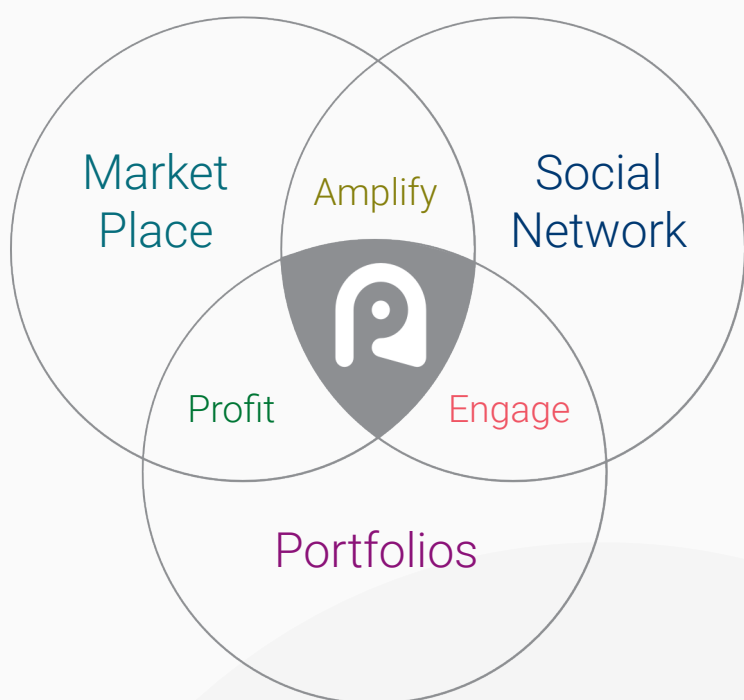 Market
Place
Amplify
Social
Network
Profit
Engage
Portfolios